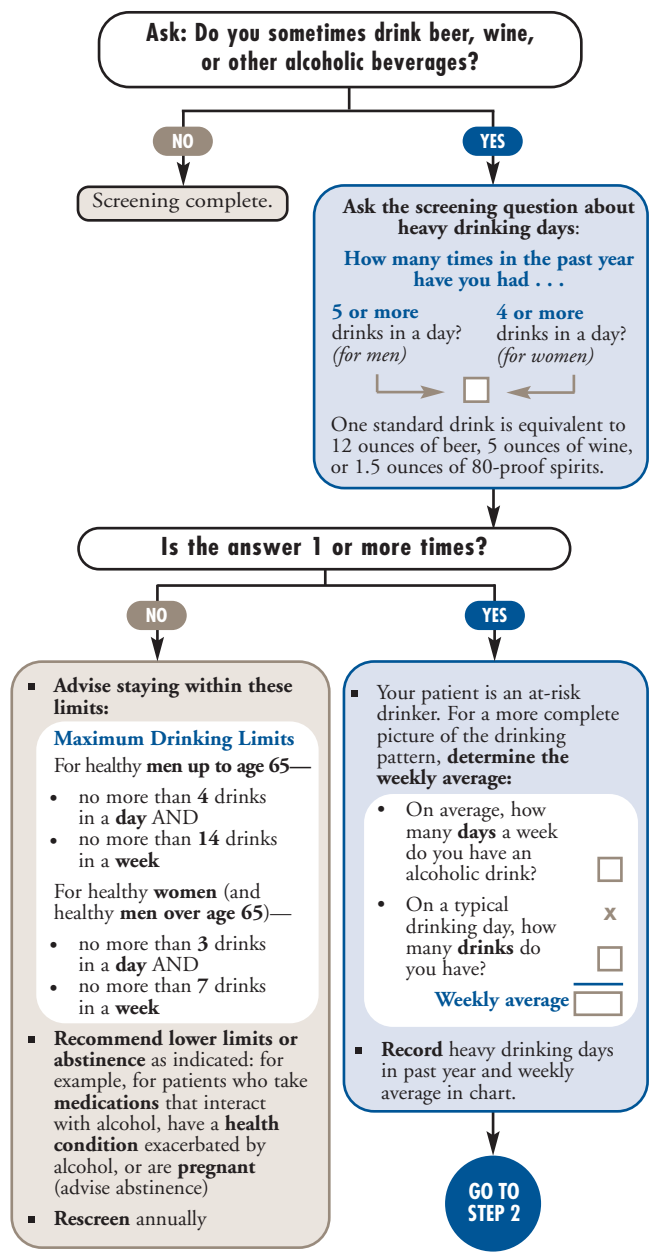 Ask: Do you sometimes drink beer, wine,
or other alcoholic beverages?
NO
YES
Screening complete.
Ask the screening question about
heavy drinking days:
How many times in the past year
have you had . . .
5 or more
drinks in a day?
(for men)
4 or more
drinks in a day?
(for women)
One standard drink is equivalent to
12 ounces of beer, 5 ounces of wine,
or 1.5 ounces of 80-proof spirits.
Is the answer 1 or more times?
NO
YES
▪ Advise staying within these
limits:
Maximum Drinking Limits
For healthy men up to age 65—
• no more than 4 drinks
in a day AND
• no more than 14 drinks
in a week
For healthy women (and
healthy men over age 65)—
• no more than 3 drinks
in a day AND
• no more than 7 drinks
in a week
▪ Recommend lower limits or
abstinence as indicated: for
example, for patients who take
medications that interact
with alcohol, have a health
condition exacerbated by
alcohol, or are pregnant
(advise abstinence)
▪ Rescreen annually
▪ Your patient is an at-risk
drinker. For a more complete
picture of the drinking
pattern, determine the
weekly average:
• On average, how
many days a week
do you have an
alcoholic drink?
x
• On a typical
drinking day, how
many drinks do
you have?
Weekly average
▪ Record heavy drinking days
in past year and weekly
average in chart.
GO TO
STEP 2